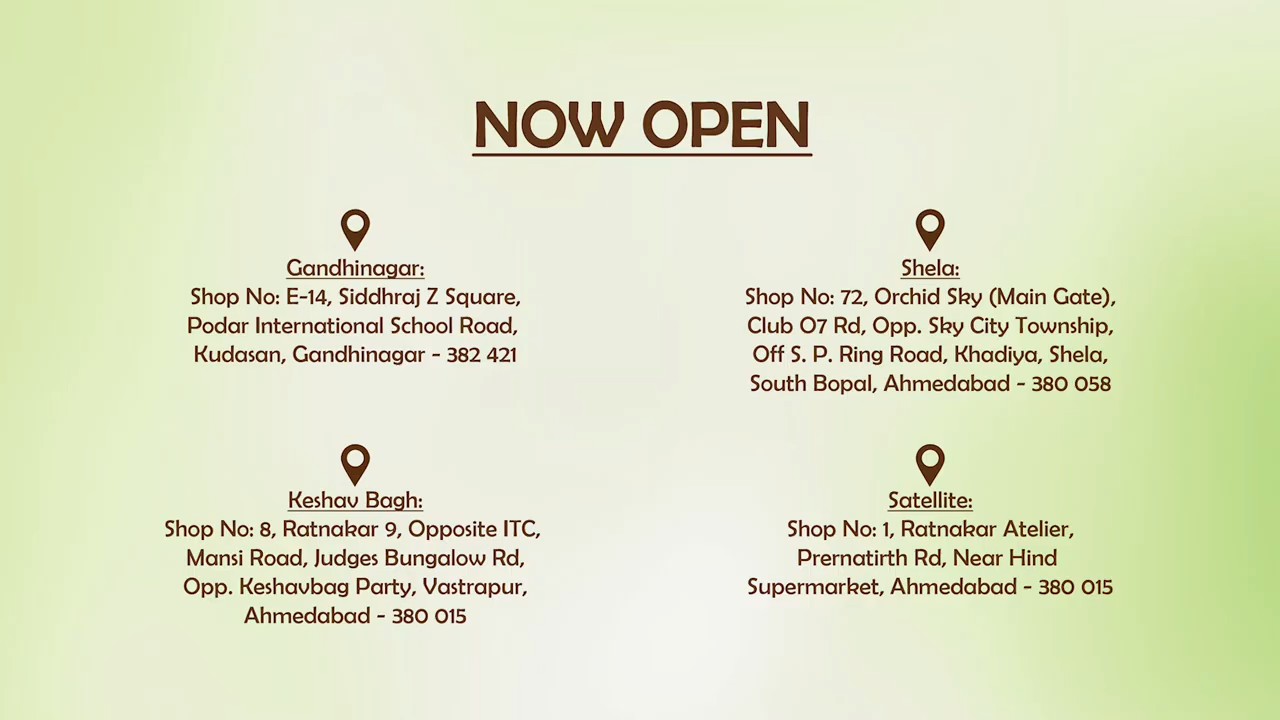 NOW OPEN
Gandhinagar:
Shop No: E-14, Siddhraj Z Square,
Podar International School Road,
Kudasan, Gandhinagar - 382 421
Shela:
Shop No: 72, Orchid Sky (Main Gate),
Club O7 Rd, Opp. Sky City Township,
Off S. P. Ring Road, Khadiya, Shela,
South Bopal, Ahmedabad - 380 058
Keshav Bagh:
Shop No: 8, Ratnakar 9, Opposite ITC,
Mansi Road, Judges Bungalow Rd,
Opp. Keshavbag Party, Vastrapur,
Ahmedabad - 380 015
Satellite:
Shop No: 1, Ratnakar Atelier,
Prernatirth Rd, Near Hind
Supermarket, Ahmedabad - 380 015